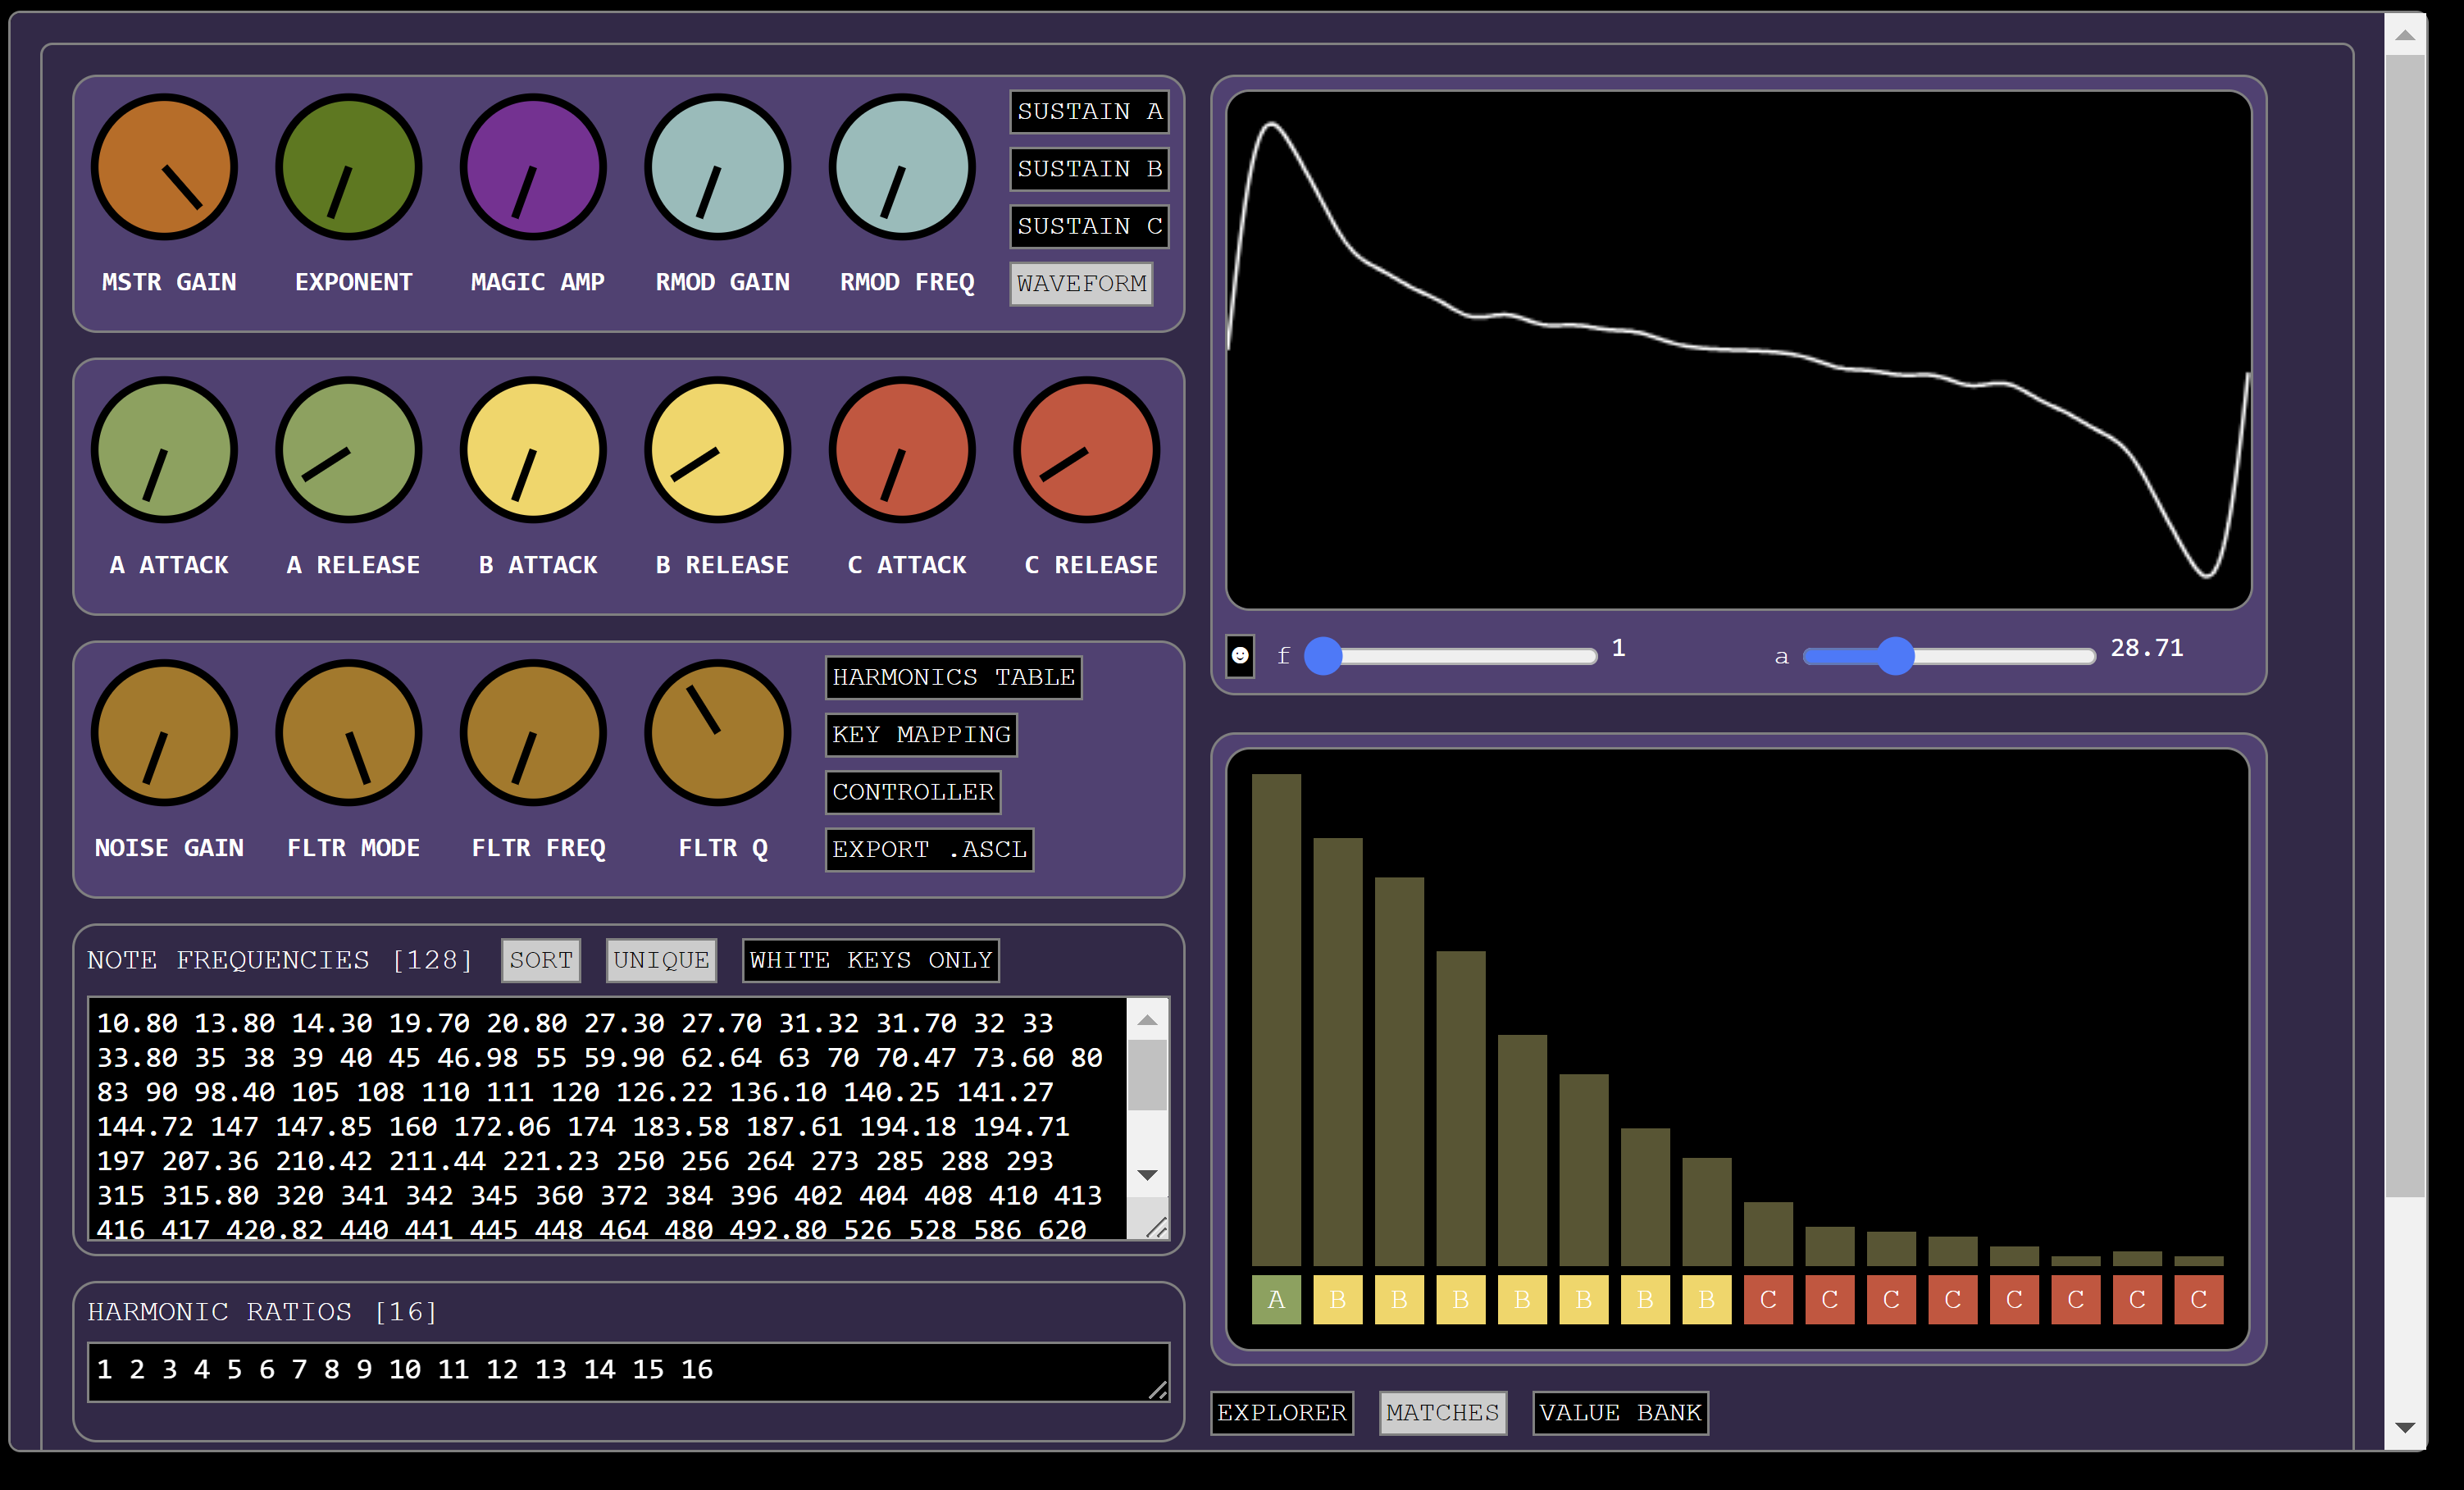 MSTR GAIN EXPONENT MAGIC AMP RMOD GAIN RMOD FREQ
SUSTAIN A
SUSTAIN B
SUSTAIN C
WAVEFORM
A ATTACK A RELEASE B ATTACK B RELEASE C ATTACK C RELEASE
NOISE GAIN FLTR MODE FLTR FREQ FLTR Q
HARMONICS TABLE
KEY MAPPING
CONTROLLER
EXPORT .ASCL
NOTE FREQUENCIES [128] SORT UNIQUE WHITE KEYS ONLY
10.80 13.80 14.30 19.70 20.80 27.30 27.70 31.32 31.70 32 33
33.80 35 38 39 40 45 46.98 55 59.90 62.64 63 70 70.47 73.60 80
83 90 98.40 105 108 110 111 120 126.22 136.10 140.25 141.27
144.72 147 147.85 160 172.06 174 183.58 187.61 194.18 194.71
197 207.36 210.42 211.44 221.23 250 256 264 273 285 288 293
315 315.80 320 341 342 345 360 372 384 396 402 404 408 410 413
416 417 420.82 440 441 445 448 464 480 492.80 526 528 586 620
HARMONIC RATIOS [16]
1 2 3 4 5 6 7 8 9 10 11 12 13 14 15 16
f 1 a 28.71
A B B B B B B B C C C C C C C C
EXPLORER MATCHES VALUE BANK